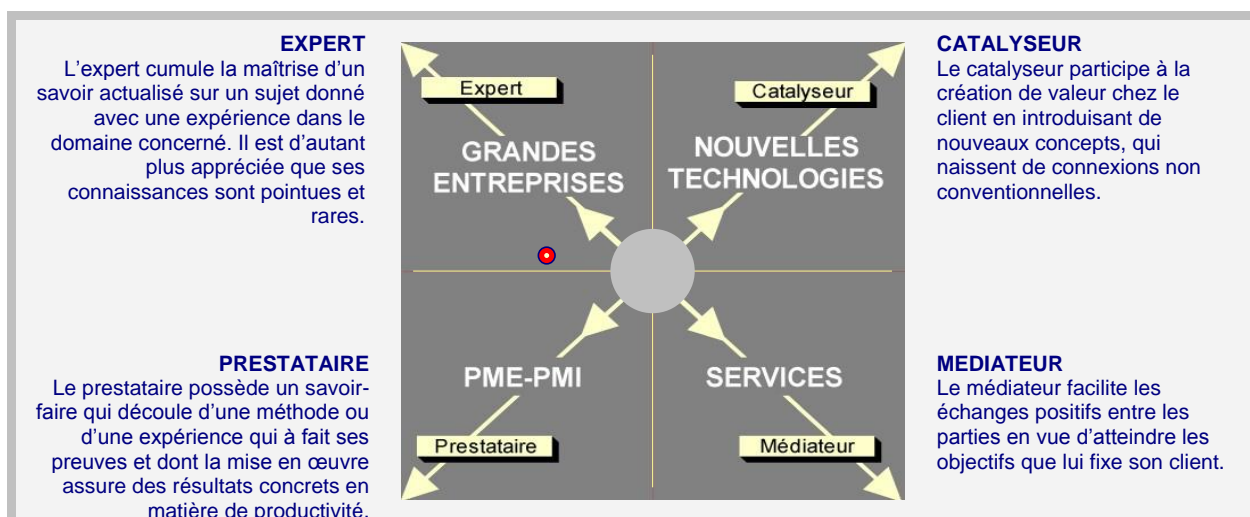 EXPERT
L'expert cumule la maîtrise d'un
savoir actualisé sur un sujet donné
avec une expérience dans le
domaine concerné. Il est d'autant
plus appréciée que ses
connaissances sont pointues et
rares.
PRESTATAIRE
Le prestataire possède un savoir-
faire qui découle d'une méthode ou
d'une expérience qui à fait ses
preuves et dont la mise en œuvre
assure des résultats concrets en
matière de productivité.
Expert
GRANDES
ENTREPRISES
Catalyseur
NOUVELLES
TECHNOLOGIES
PME-PMI
Prestataire
SERVICES
Médiateur
CATALYSEUR
Le catalyseur participe à la
création de valeur chez le
client en introduisant de
nouveaux concepts, qui
naissent de connexions non
conventionnelles.
MEDIATEUR
Le médiateur facilite les
échanges positifs entre les
parties en vue d'atteindre les
objectifs que lui fixe son client.